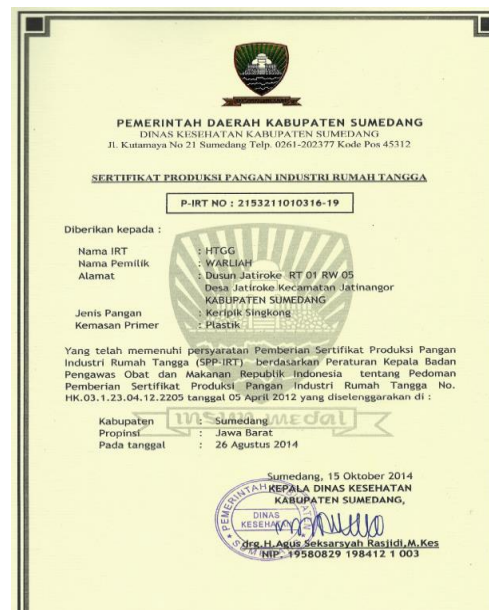 PEMERINTAH DAERAH KABUPATEN SUMEDANG
DINAS KESEHATAN KABUPATEN SUMEDANG
Jl. Kutamaya No 21 Sumedang Telp. 0261-202377 Kode Pos 45312
SERTIFIKAT PRODUKSI PANGAN INDUSTRI RUMAH TANGGA
P-IRT NO : 2153211010316-19
Diberikan kepada :
Nama IRT : HTGG
Nama Pemilik : WARLIAH
Alamat : Dusun Jatiroke RT 01 RW 05
Desa Jatiroke Kecamatan Jatinangor
KABUPATEN SUMEDANG
Jenis Pangan : Keripik Singkong
Kemasan Primer : Plastik
Yang telah memenuhi persyaratan Pemberian Sertifikat Produksi Pangan
Industri Rumah Tangga (SPP-IRT) berdasarkan Peraturan Kepala Badan
Pengawas Obat dan Makanan Republik Indonesia tentang Pedoman
Pemberian Sertifikat Produksi Pangan Industri Rumah Tangga No.
HK.03.1.23.04.12.2205 tanggal 05 April 2012 yang diselenggarakan di :
insun medal
Kabupaten : Sumedang
Propinsi : Jawa Barat
Pada tanggal : 26 Agustus 2014
Sumedang, 15 Oktober 2014
KEPALA DINAS KESEHATAN
KABUPATEN SUMEDANG,
DINAS
KESEHATAN
drg.H.Agus Seksarsyah Rasjidi,M.Kes
NIP. 19580829 198412 1 003